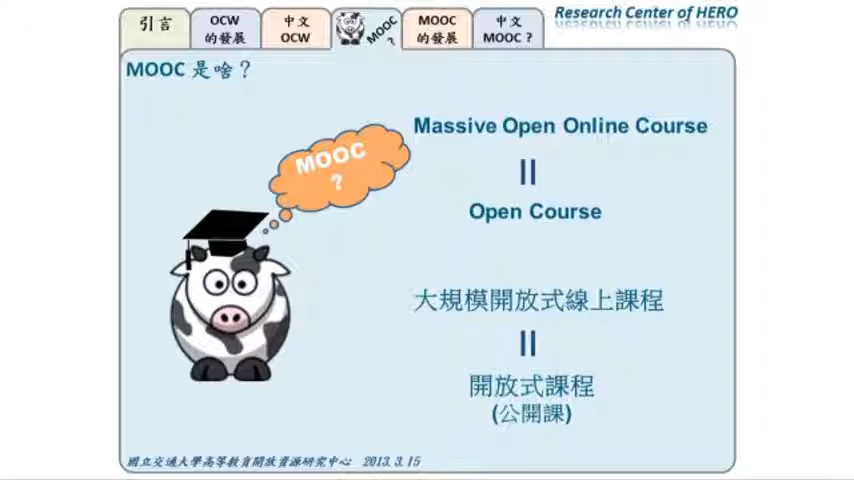 引言
OCW
的發展
中文
OCW
MOOC
?
MOOC
的發展
中文
MOOC ?
Research Center of HERO
MOOC 是啥？
Massive Open Online Course
MOOC
?
Open Course
大規模開放式線上課程
開放式課程
(公開課)
國立交通大學高等教育開放資源研究中心 2013.3.15